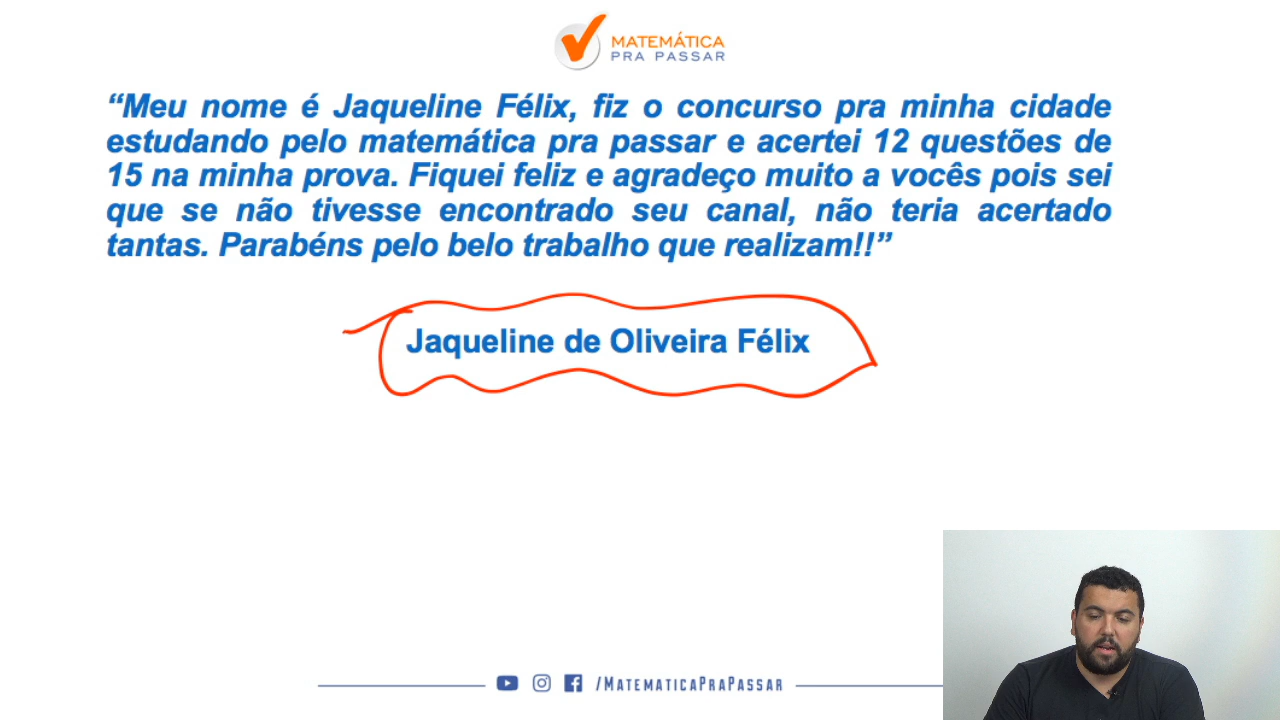 MATEMÁTICA
PRA PASSAR
“Meu nome é Jaqueline Félix, fiz o concurso pra minha cidade
estudando pelo matemática pra passar e acertei 12 questões de
15 na minha prova. Fiquei feliz e agradeço muito a vocês pois sei
que se não tivesse encontrado seu canal, não teria acertado
tantas. Parabéns pelo belo trabalho que realizam!!”
Jaqueline de Oliveira Félix
/MATEMATICAPRAPASSAR